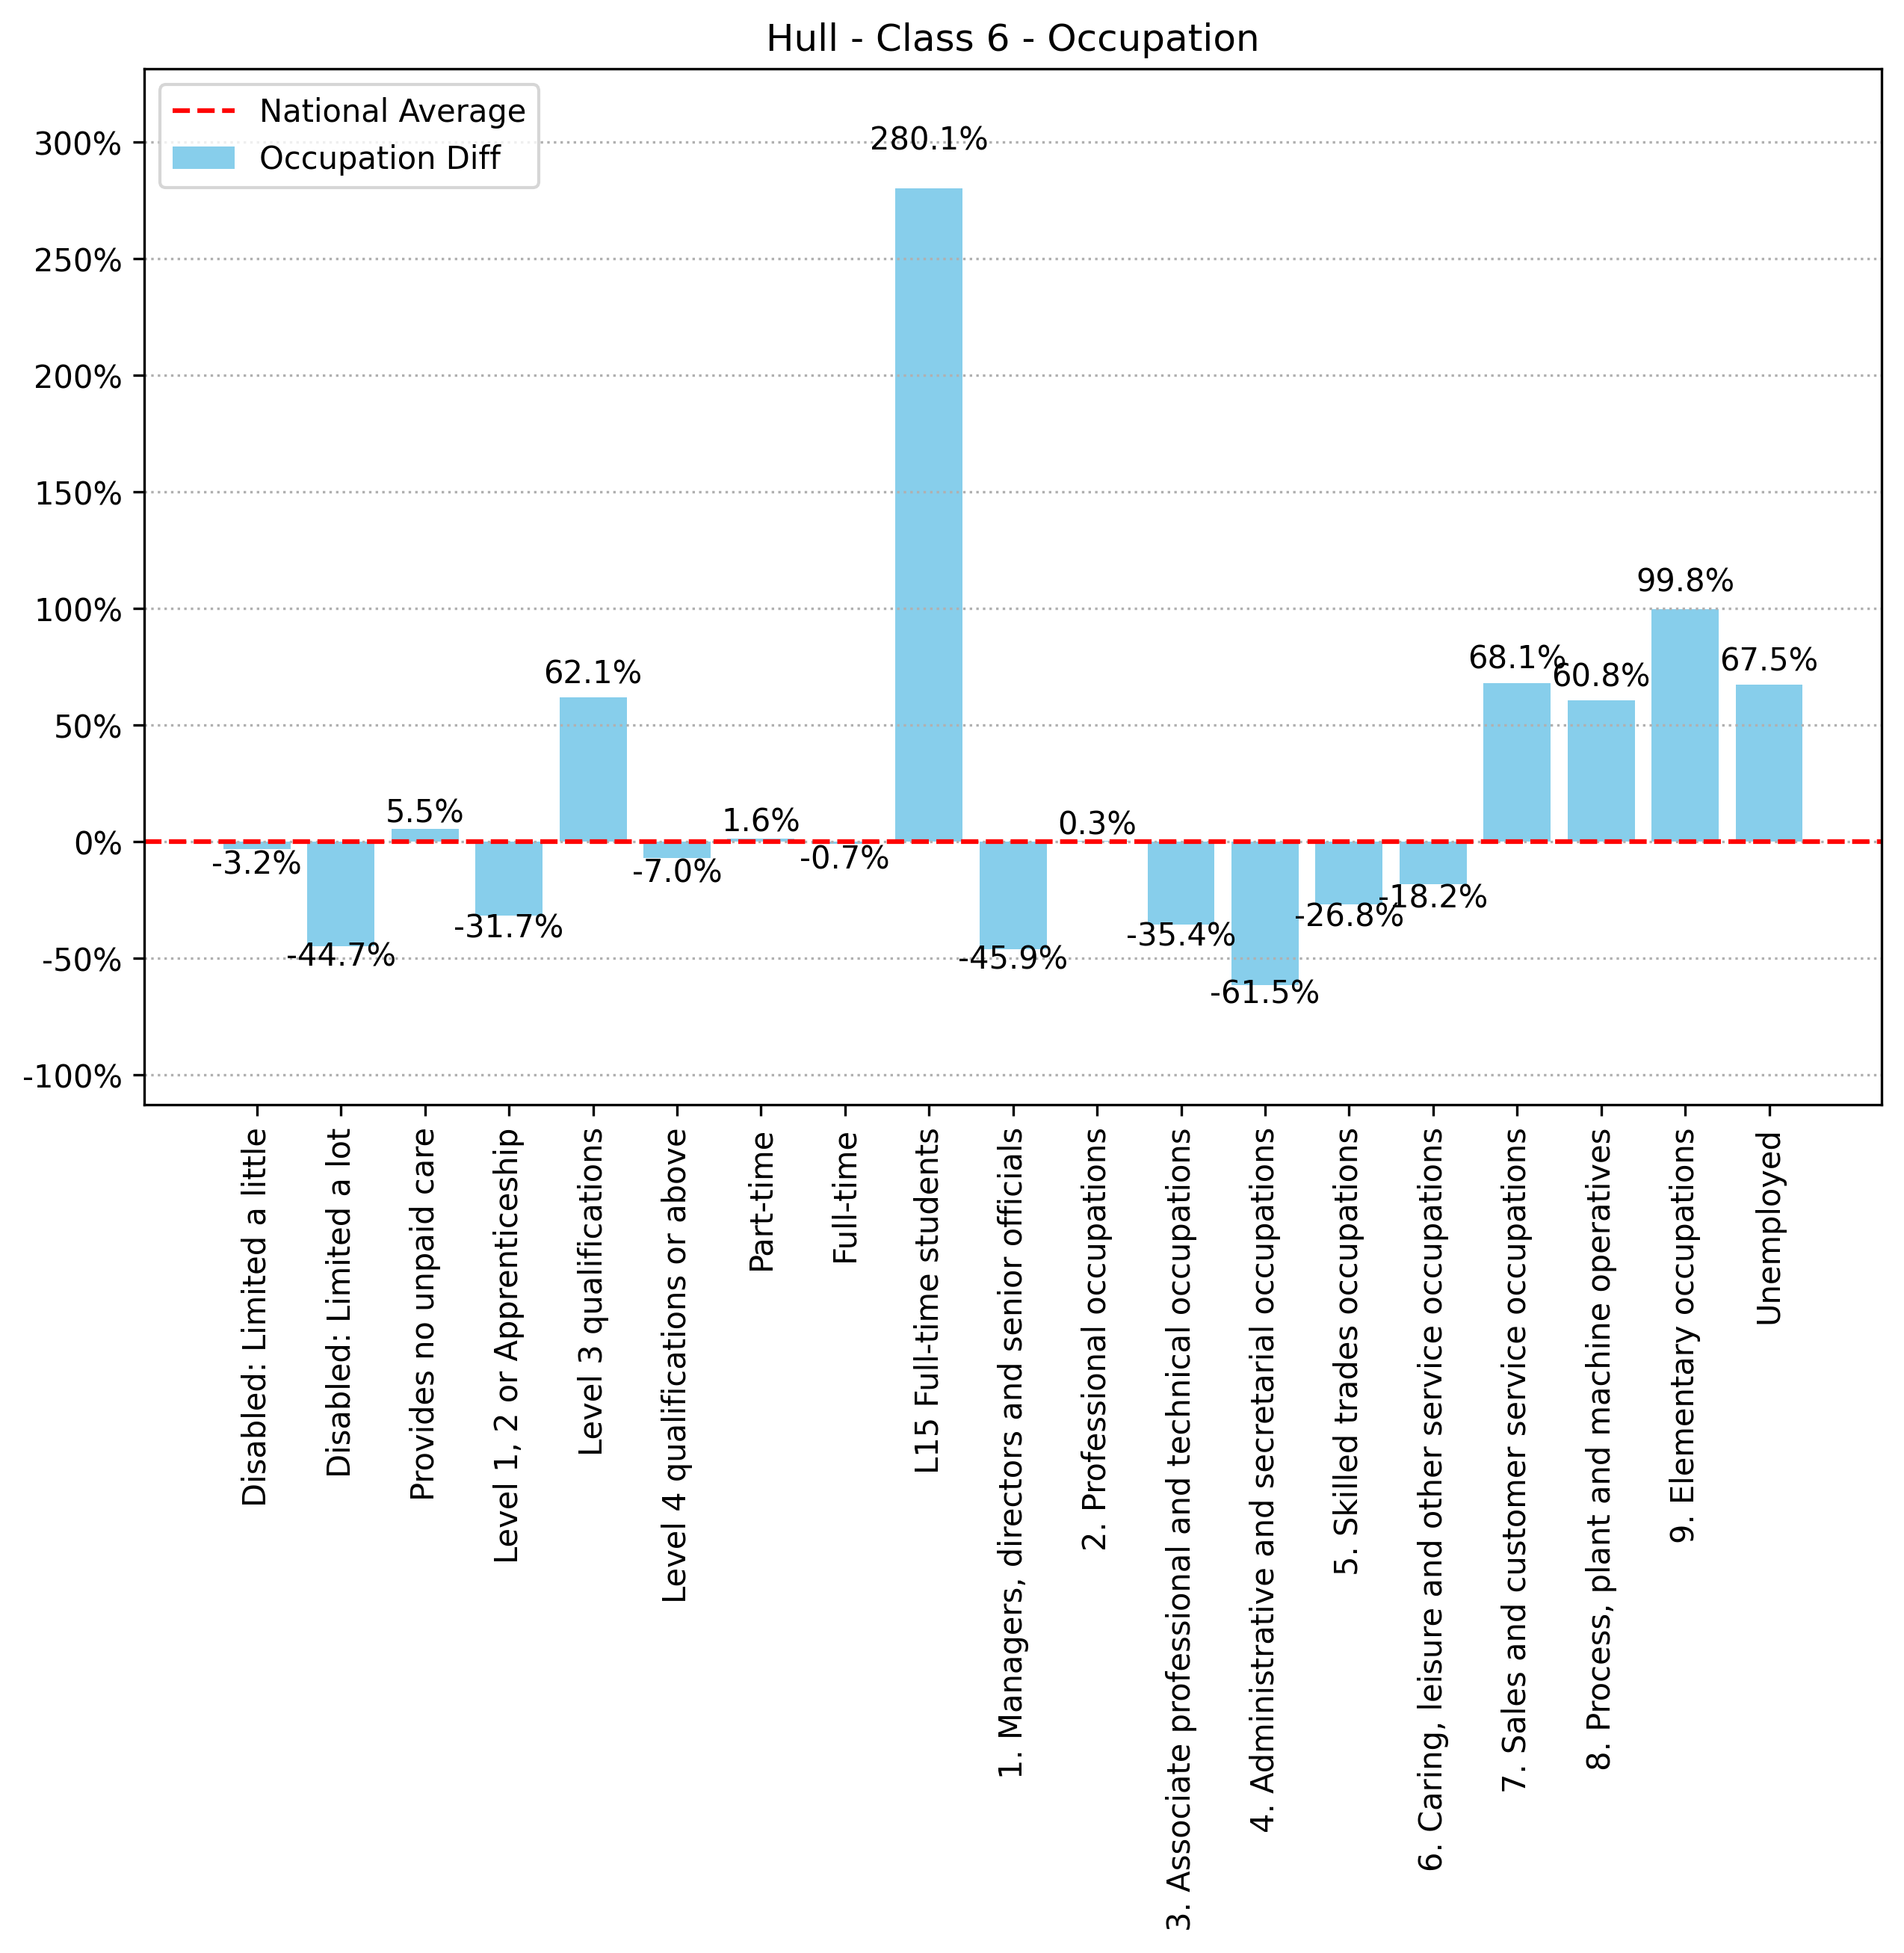 Hull - Class 6 - Occupation
National Average
Occupation Diff
300%
250%
200%
150%
100%
50%
0%
-50%
-100%
-3.2%
-44.7%
5.5%
-31.7%
62.1%
-7.0%
1.6%
-0.7%
280.1%
-45.9%
0.3%
-35.4%
-61.5%
-26.8%
-18.2%
68.1%
60.8%
99.8%
67.5%
Disabled: Limited a little
Disabled: Limited a lot
Provides no unpaid care
Level 1, 2 or Apprenticeship
Level 3 qualifications
Level 4 qualifications or above
Part-time
Full-time
L15 Full-time students
1. Managers, directors and senior officials
2. Professional occupations
3. Associate professional and technical occupations
4. Administrative and secretarial occupations
5. Skilled trades occupations
6. Caring, leisure and other service occupations
7. Sales and customer service occupations
8. Process, plant and machine operatives
9. Elementary occupations
Unemployed